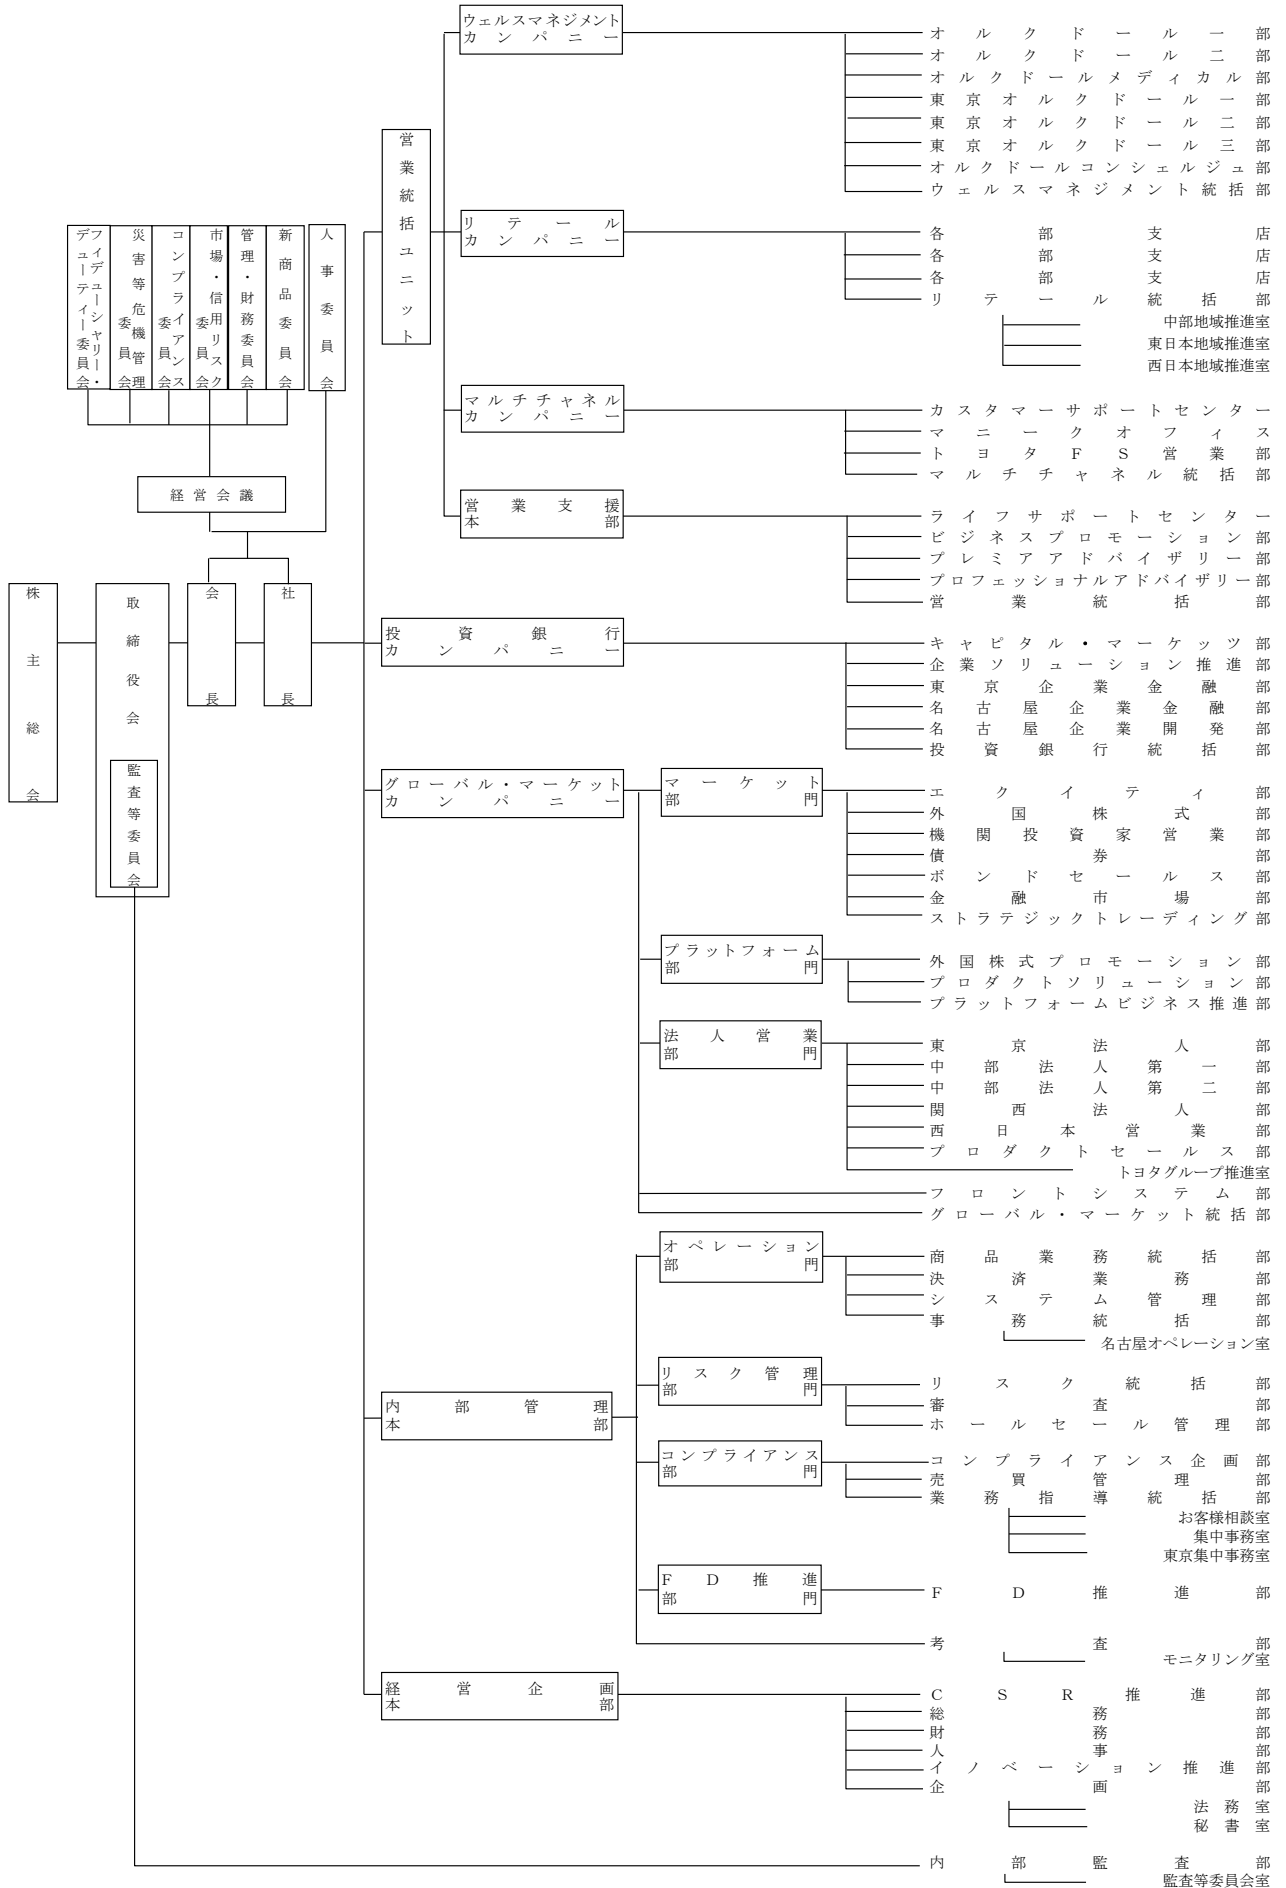 ウェルスマネジメント
カンパニー
オルクドール一部
オルクドール二部
オルクドールメディカル部
東京オルクドール一部
東京オルクドール二部
東京オルクドール三部
オルクドールコンシェルジュ部
ウェルスマネジメント統括部
営業統括ユニット
リテール
カンパニー
各部支店
各部支店
各部支店
リテール統括部
中部地域推進室
東日本地域推進室
西日本地域推進室
フィデューシャリー・
デューティー委員会
災害等危機管理
委員会
コンプライアンス
委員会
市場・信用リスク
委員会
管理・財務委員会
新商品委員会
人事委員会
マルチチャネル
カンパニー
カスタマーサポートセンター
マニークオフィス
トヨタFS営業部
マルチチャネル統括部
経営会議
営業支援
本部
ライフサポートセンター
ビジネスプロモーション部
プレミアアドバイザリー部
プロフェッショナルアドバイザリー部
営業統括部
株主総会
取締役会
監査等委員会
会長
社長
投資銀行
カンパニー
キャピタル・マーケッツ部
企業ソリューション推進部
東京企業金融部
名古屋企業金融部
名古屋企業開発部
投資銀行統括部
グローバル・マーケット
カンパニー
マーケット
部門
エクイティ部
外国株式部
機関投資家営業部
債券部
ボンドセールス部
金融市場部
ストラテジックトレーディング部
プラットフォーム
部門
外国株式プロモーション部
プロダクトソリューション部
プラットフォームビジネス推進部
法人営業
部門
東京法人部
中部法人第一部
中部法人第二部
関西法人部
西日本営業部
プロダクトセールス部
トヨタグループ推進室
フロントシステム部
グローバル・マーケット統括部
内部管理
本部
オペレーション
部門
商品業務統括部
決済業務部
システム管理部
事務統括部
名古屋オペレーション室
リスク管理
部門
リスク統括部
審査部
ホールセール管理部
コンプライアンス
部門
コンプライアンス企画部
売買管理部
業務指導統括部
お客様相談室
集中事務室
東京集中事務室
FD推進
部門
FD推進部
考査部
モニタリング室
経営企画
本部
CSR推進部
総務部
財務部
人事部
イノベーション推進部
企画部
法務室
秘書室
内部監査部
監査等委員会室